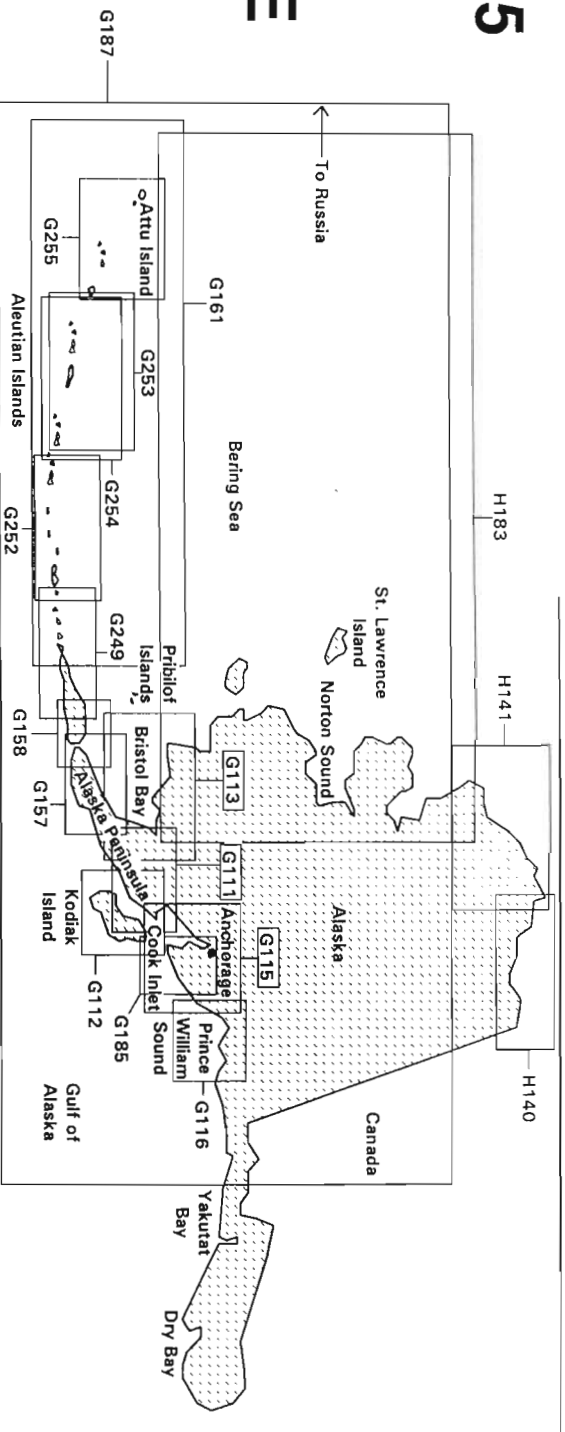 5
H183
H141
H140
G187
To Russia
St. Lawrence
Island
Norton Sound
Alaska
Canada
Bering Sea
G161
G113
G111
G115
Attu Island
G255
G253
G254
G252
G249
Aleutian Islands
Pribilof
Islands
Bristol Bay
G158
G157
Alaska Peninsula
Kodiak
Island
Anchorage
Cook Inlet
G112
G185
Prince
William
Sound
G116
Gulf of
Alaska
Yakutat
Bay
Dry Bay